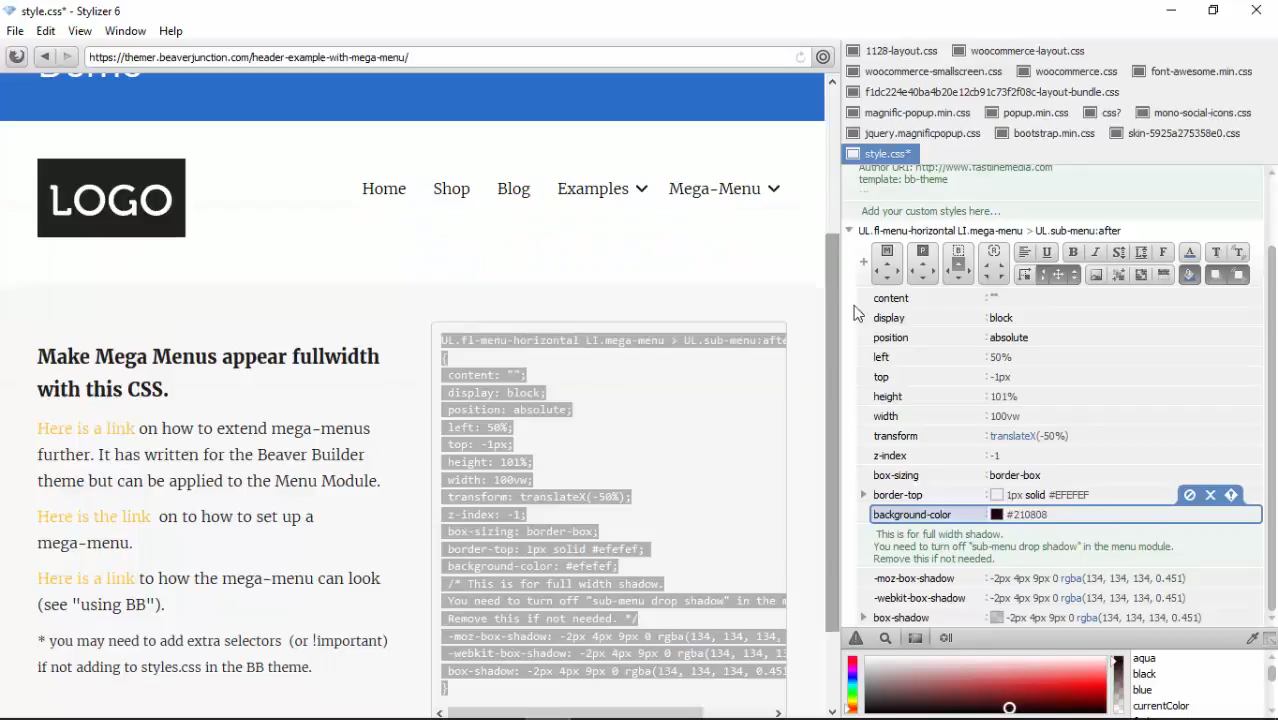 style.css* - Stylizer 6
File Edit View Window Help
https://themer.beaverjunction.com/header-example-with-mega-menu/
Demo
LOGO
Home Shop Blog Examples Mega-Menu
Make Mega Menus appear fullwidth
with this CSS.
Here is a link on how to extend mega-menus
further. It has written for the Beaver Builder
theme but can be applied to the Menu Module.
Here is the link on to how to set up a
mega-menu.
Here is a link to how the mega-menu can look
(see "using BB").
* you may need to add extra selectors (or !important)
if not adding to styles.css in the BB theme.
UL.fl-menu-horizontal LI.mega-menu > UL.sub-menu:afte
{
content: "";
display: block;
position: absolute;
left: 50%;
top: -1px;
height: 101%;
width: 100vw;
transform: translateX(-50%);
z-index: -1;
box-sizing: border-box;
border-top: 1px solid #efefef;
background-color: #efefef;
/* This is for full width shadow.
You need to turn off "sub-menu drop shadow" in the m
Remove this if not needed. */
-moz-box-shadow: -2px 4px 9px 0 rgba(134, 134, 134,
-webkit-box-shadow: -2px 4px 9px 0 rgba(134, 134, 13
box-shadow: -2px 4px 9px 0 rgba(134, 134, 134, 0.451
}
1128-layout.css woocommerce-layout.css
woocommerce-smallscreen.css woocommerce.css font-awesome.min.css
f1dc224e40ba4b20e12cb91c73f2f08c-layout-bundle.css
magnific-popup.min.css popup.min.css css? mono-social-icons.css
jquery.magnificpopup.css bootstrap.min.css skin-5925a275358e0.css
style.css*
Author URI: http://www.fastlinemedia.com
template: bb-theme
...
Add your custom styles here...
UL.fl-menu-horizontal LI.mega-menu > UL.sub-menu:after
M P B R U B I S F A T T
content : ""
display : block
position : absolute
left : 50%
top : -1px
height : 101%
width : 100vw
transform : translateX(-50%)
z-index : -1
box-sizing : border-box
border-top : 1px solid #EFEFEF
background-color : #210808
This is for full width shadow.
You need to turn off "sub-menu drop shadow" in the menu module.
Remove this if not needed.
-moz-box-shadow : -2px 4px 9px 0 rgba(134, 134, 134, 0.451)
-webkit-box-shadow : -2px 4px 9px 0 rgba(134, 134, 134, 0.451)
box-shadow : -2px 4px 9px 0 rgba(134, 134, 134, 0.451)
aqua
black
blue
currentColor